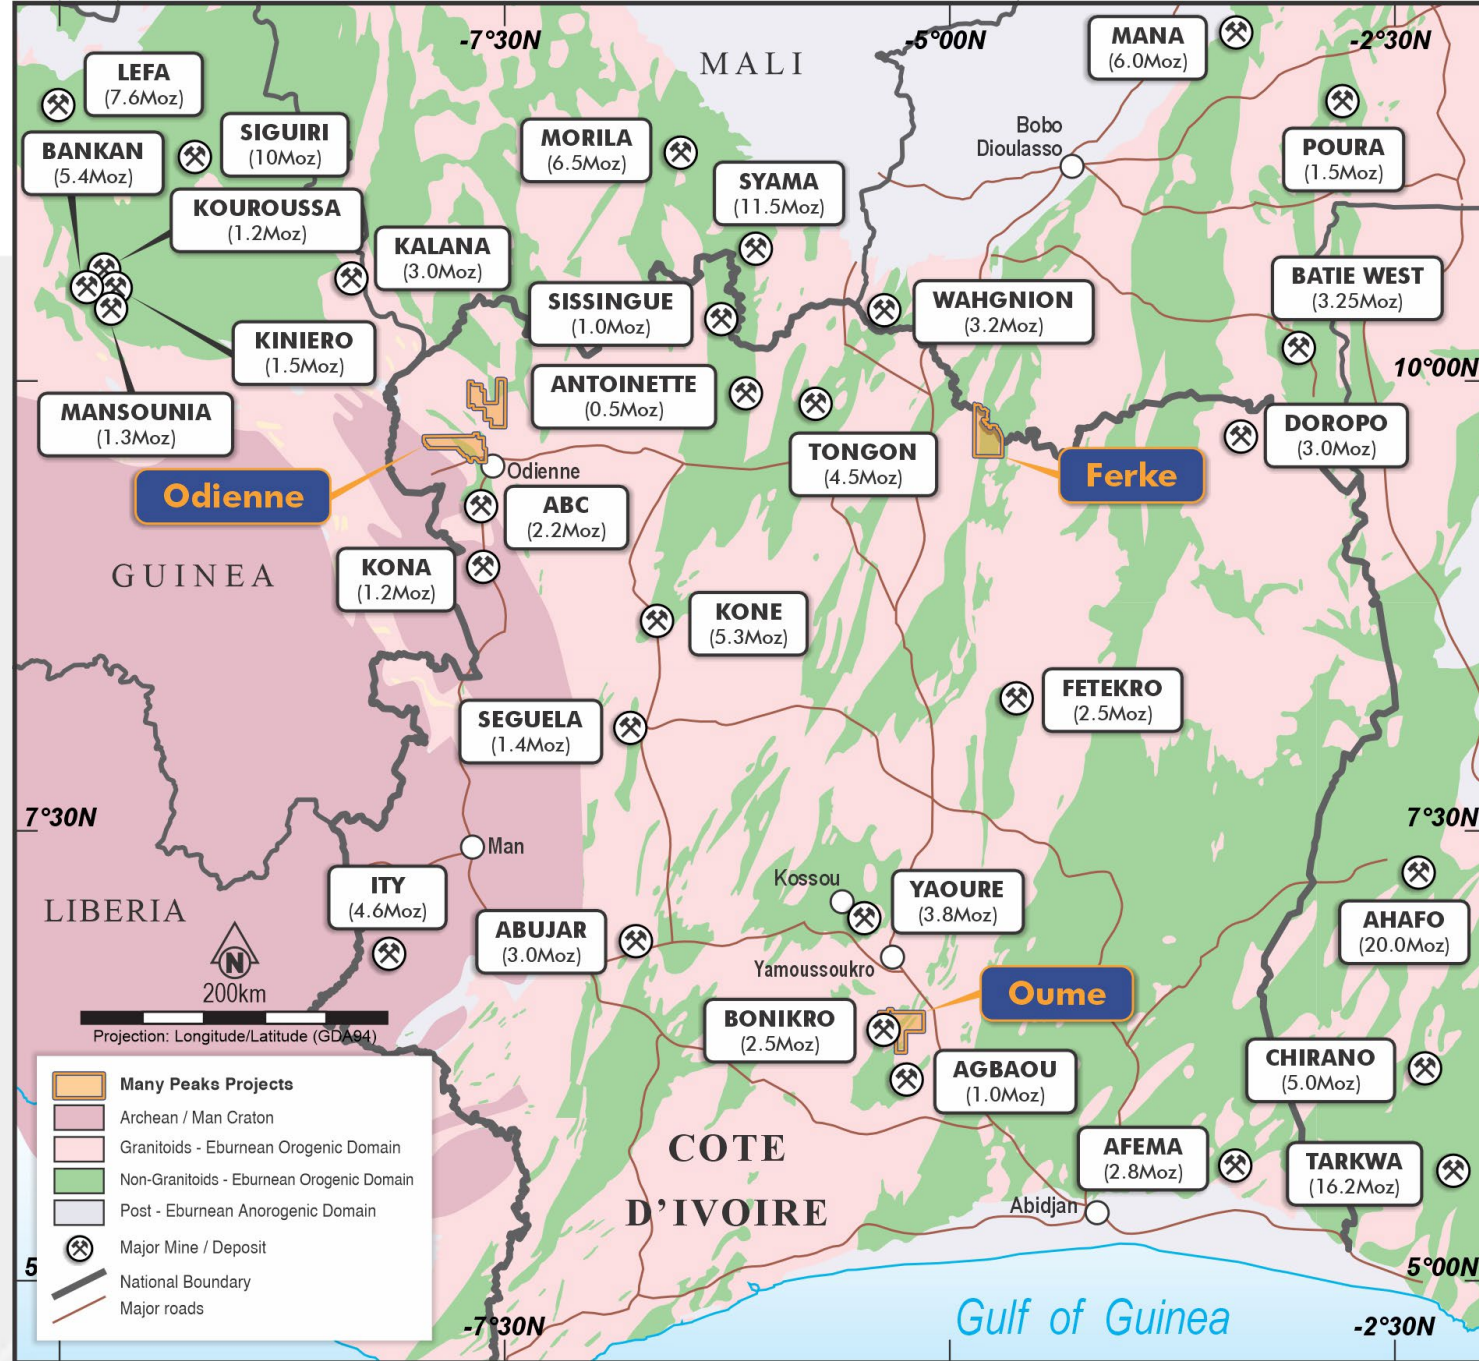 -7°30N
-5°00N
-2°30N
MALI
MANA
(6.0Moz)
LEFA
(7.6Moz)
SIGUIRI
(10Moz)
BANKAN
(5.4Moz)
MORILA
(6.5Moz)
Bobo
Dioulasso
POURA
(1.5Moz)
SYAMA
(11.5Moz)
KOUROUSSA
(1.2Moz)
KALANA
(3.0Moz)
BATIE WEST
(3.25Moz)
SISSINGUE
(1.0Moz)
WAHGNION
(3.2Moz)
KINIERO
(1.5Moz)
10°00N
ANTOINETTE
(0.5Moz)
MANSOUNIA
(1.3Moz)
DOROPO
(3.0Moz)
TONGON
(4.5Moz)
Odienne
Odienne
Ferke
ABC
(2.2Moz)
GUINEA
KONA
(1.2Moz)
KONE
(5.3Moz)
FETEKRO
(2.5Moz)
SEGUELA
(1.4Moz)
7°30N
7°30N
Man
ITY
(4.6Moz)
Kossou
YAOURE
(3.8Moz)
LIBERIA
AHAFO
(20.0Moz)
ABUJAR
(3.0Moz)
Yamoussoukro
N
200km
Projection: Longitude/Latitude (GDA94)
Oume
BONIKRO
(2.5Moz)
AGBAOU
(1.0Moz)
CHIRANO
(5.0Moz)
COTE
D'IVOIRE
AFEMA
(2.8Moz)
TARKWA
(16.2Moz)
Abidjan
Many Peaks Projects
Archean / Man Craton
Granitoids - Eburnean Orogenic Domain
Non-Granitoids - Eburnean Orogenic Domain
Post - Eburnean Anorogenic Domain
Major Mine / Deposit
National Boundary
Major roads
5
5°00N
Gulf of Guinea
-7°30N
-2°30N